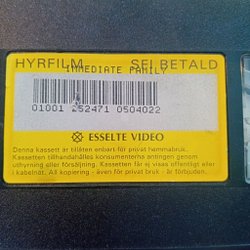 HYRFILM SFI BETALD
IMMEDIATE FAMILY
01001 252471 0504022
ESSELTE VIDEO
Denna kassett är tillåten enbart för privat hemmabruk.
Kassetten tillhandahålles konsumenterna antingen genom
uthyrning eller försäljning. Kassetten får ej visas offentligt eller
i kabelnät. All kopiering - även för privat bruk - är förbjuden.